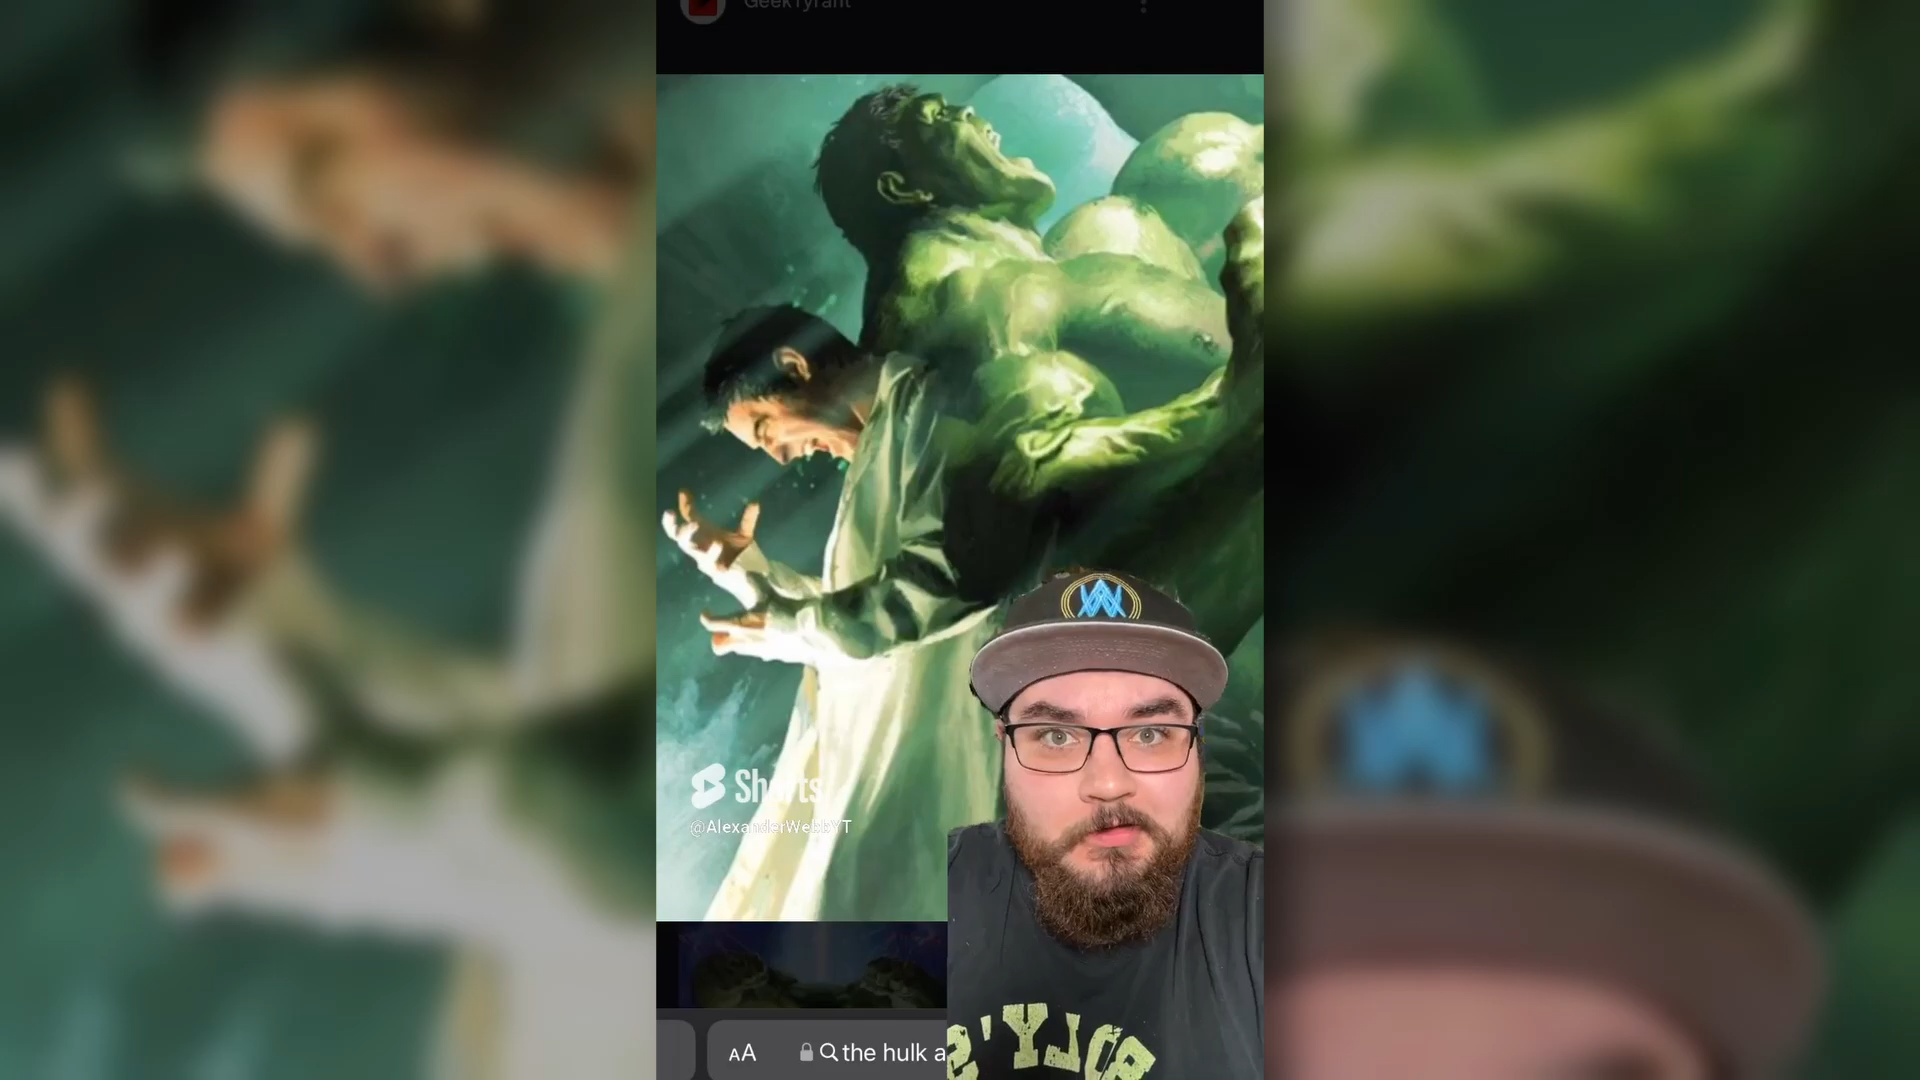 GeekTyrant
Shorts
@AlexanderWebbYT
AA
the hulk a